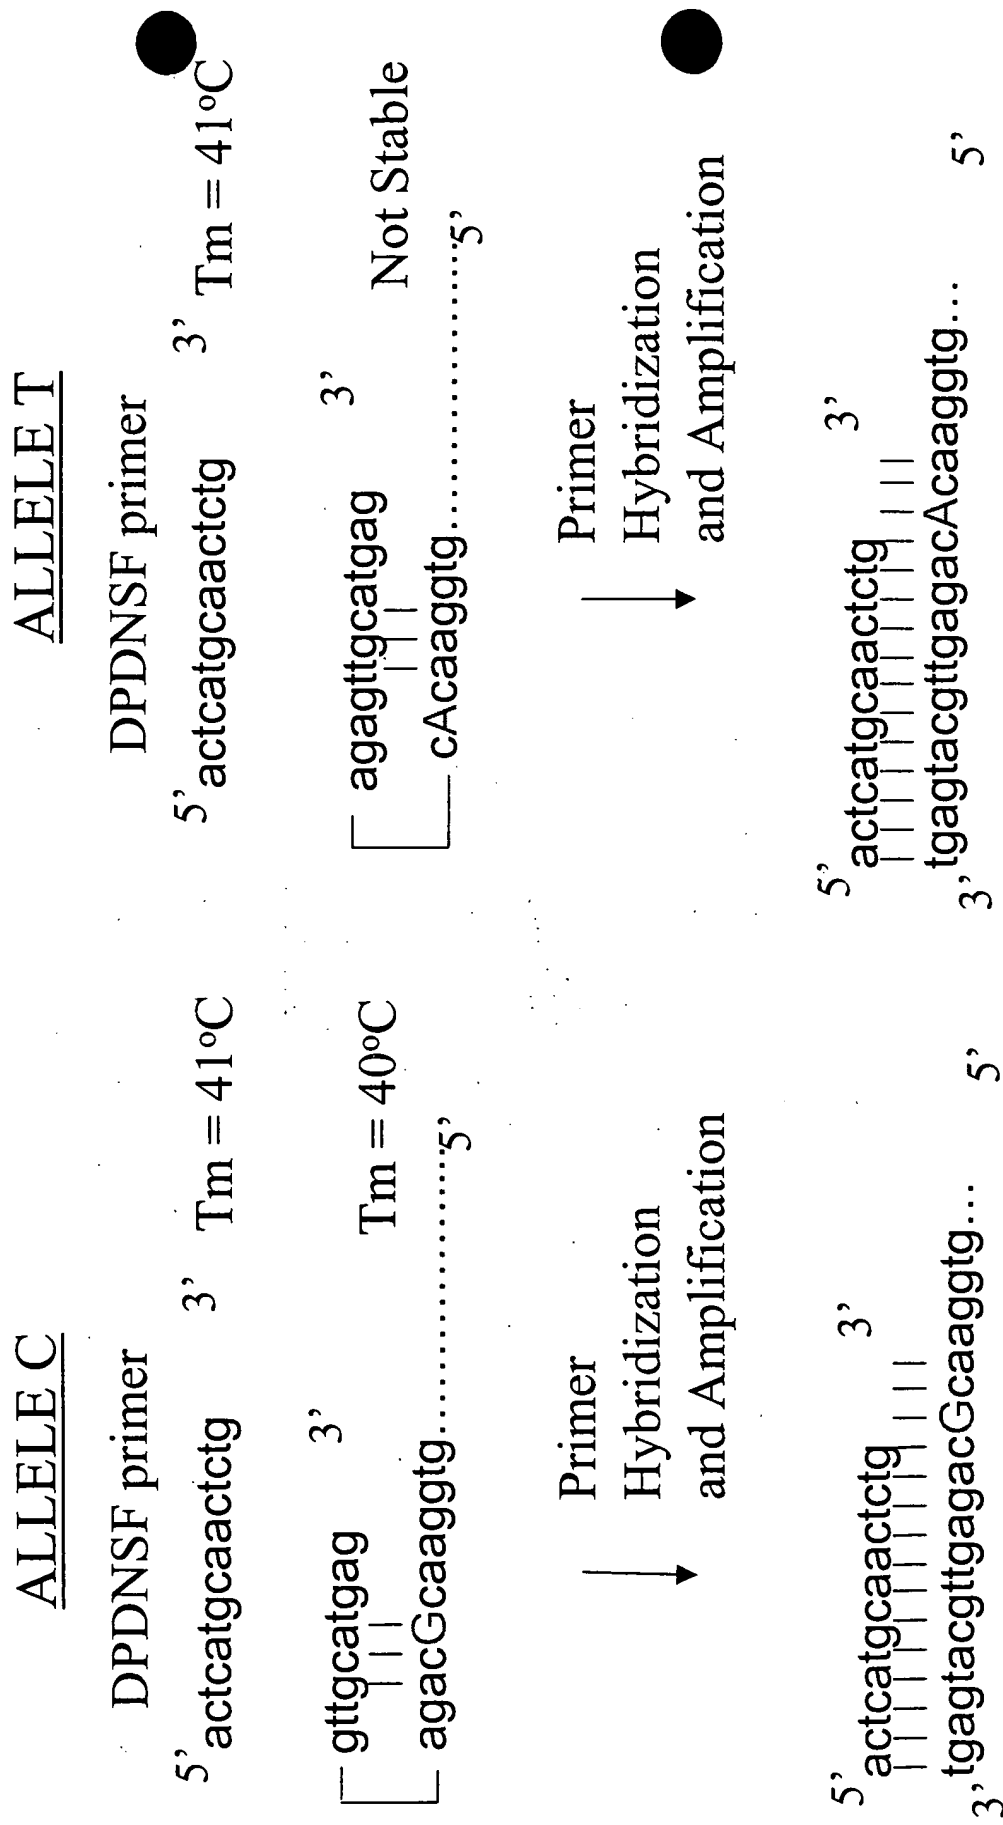 ALLELE C
DPDNSF primer
5' actcatgcaactctg 3' Tm = 41°C
gttgcatgag 3'
Tm = 40°C
agacGcaaggtg....................5'
Primer
Hybridization
and Amplification
5' actcatgcaactctg 3'
3' tgagtacgttgagacGcaaggtg... 5'
ALLELE T
DPDNSF primer
5' actcatgcaactctg 3' Tm = 41°C
agagttgcatgag 3'
Not Stable
cAcaaggtg....................5'
Primer
Hybridization
and Amplification
5' actcatgcaactctg 3'
3' tgagtacgttgagacAcaaggtg... 5'